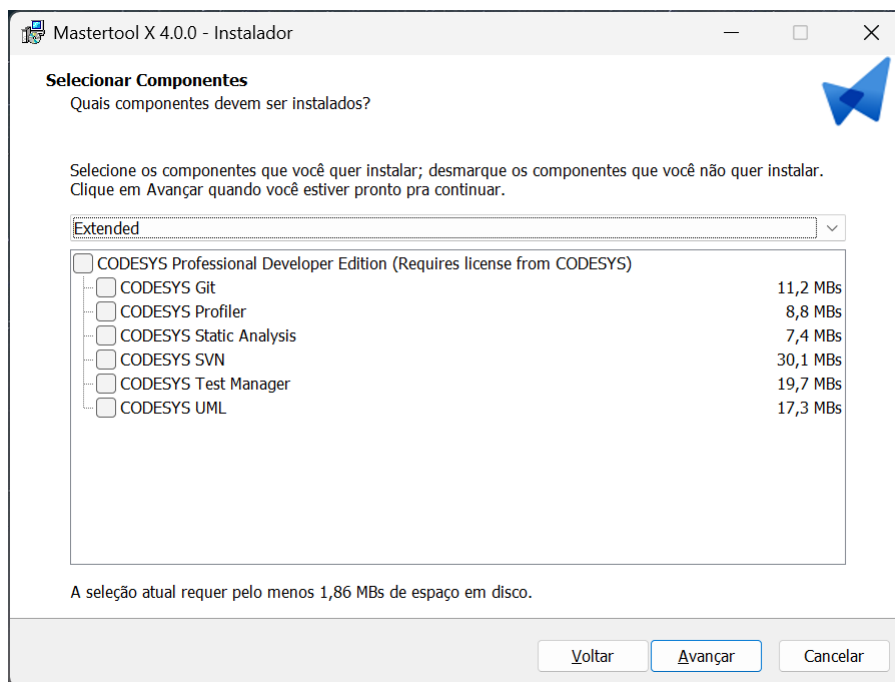 Mastertool X 4.0.0 - Instalador
Selecionar Componentes
Quais componentes devem ser instalados?
Selecione os componentes que você quer instalar; desmarque os componentes que você não quer instalar.
Clique em Avançar quando você estiver pronto pra continuar.
Extended
CODESYS Professional Developer Edition (Requires license from CODESYS)
CODESYS Git 11,2 MBs
CODESYS Profiler 8,8 MBs
CODESYS Static Analysis 7,4 MBs
CODESYS SVN 30,1 MBs
CODESYS Test Manager 19,7 MBs
CODESYS UML 17,3 MBs
A seleção atual requer pelo menos 1,86 MBs de espaço em disco.
Voltar Avançar Cancelar